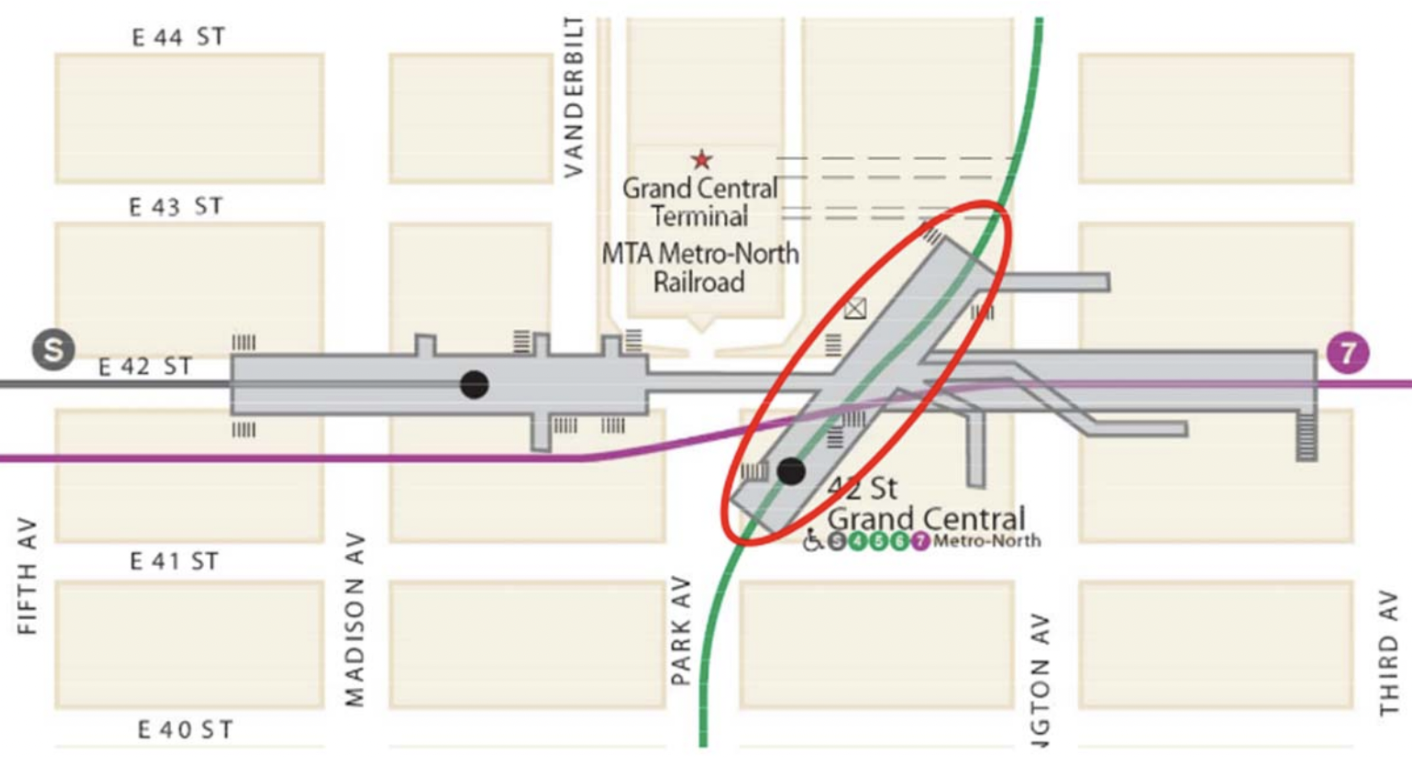 E 44 ST
VANDERBILT
Grand Central
Terminal
E 43 ST
MTA Metro-North
Railroad
S
E 42 ST
7
42 St
Grand Central
S 4 5 6 7 Metro-North
FIFTH AV
MADISON AV
E 41 ST
PARK AV
NGTON AV
THIRD AV
E 40 ST